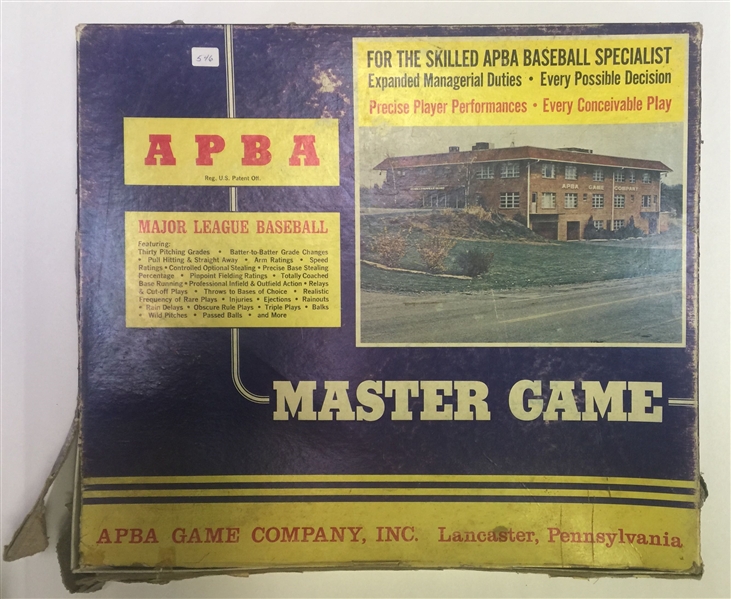 546
FOR THE SKILLED APBA BASEBALL SPECIALIST
Expanded Managerial Duties • Every Possible Decision
Precise Player Performances • Every Conceivable Play
APBA
Reg. U.S. Patent Off.
APBA GAME COMPANY
MAJOR LEAGUE BASEBALL
Featuring:
Thirty Pitching Grades • Batter-to-Batter Grade Changes
• Pull Hitting & Straight Away • Arm Ratings • Speed
Ratings • Controlled Optional Stealing • Precise Base Stealing
Percentage • Pinpoint Fielding Ratings • Totally Coached
Base Running • Professional Infield & Outfield Action • Relays
& Cut-off Plays • Throws to Bases of Choice • Realistic
Frequency of Rare Plays • Injuries • Ejections • Rainouts
• Rain Delays • Obscure Rule Plays • Triple Plays • Balks
• Wild Pitches • Passed Balls • and More
MASTER GAME
APBA GAME COMPANY, INC. Lancaster, Pennsylvania